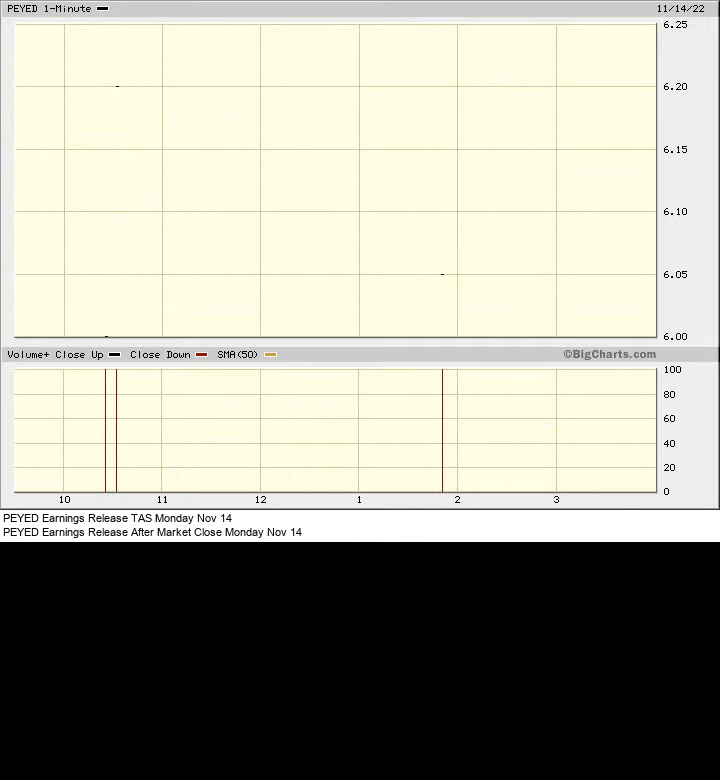 PEYED 1-Minute 11/14/22
6.25
6.20
6.15
6.10
6.05
6.00
Volume+ Close Up Close Down SMA(50) ©BigCharts.com
100
80
60
40
20
0
10 11 12 1 2 3
PEYED Earnings Release TAS Monday Nov 14
PEYED Earnings Release After Market Close Monday Nov 14